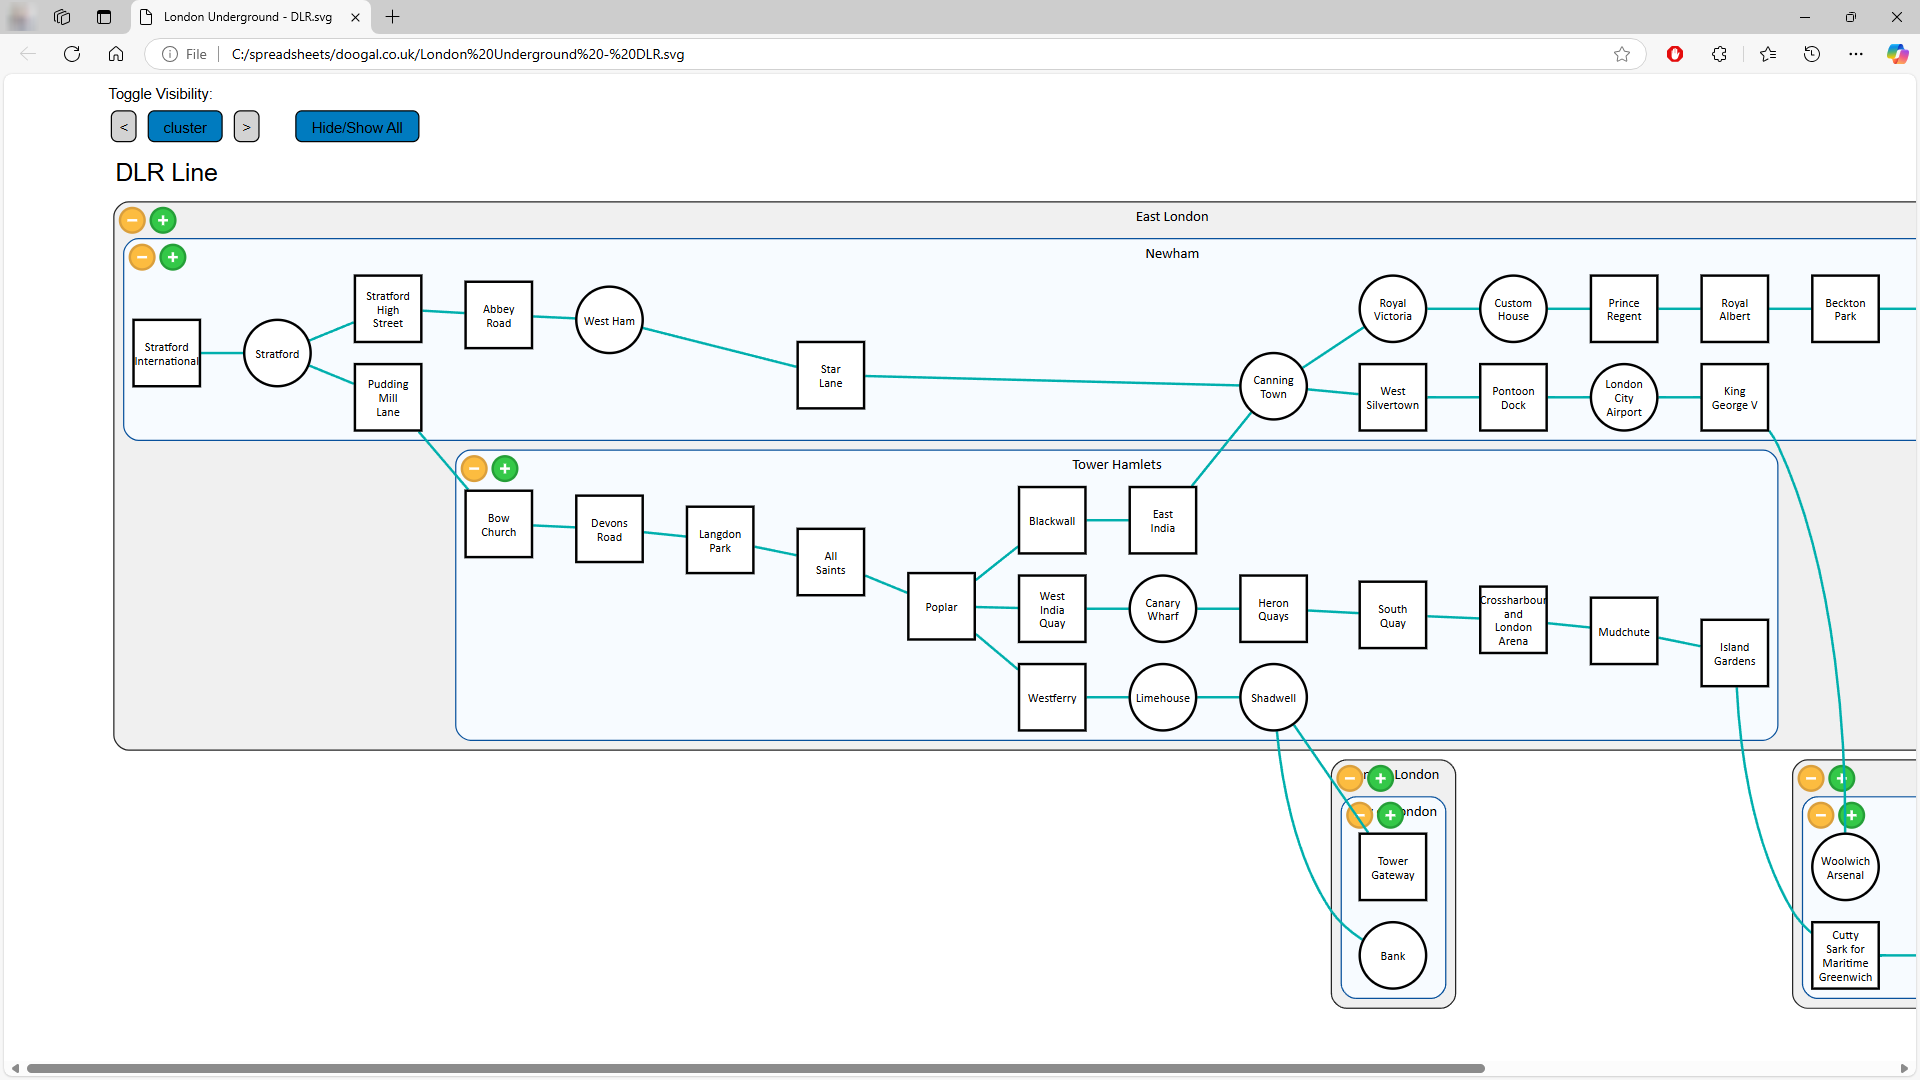 London Underground - DLR.svg
File
C:/spreadsheets/doogal.co.uk/London%20Underground%20-%20DLR.svg
Toggle Visibility:
< cluster > Hide/Show All
DLR Line
East London
Newham
Stratford
International
Stratford
Stratford
High
Street
Pudding
Mill
Lane
Abbey
Road
West Ham
Star
Lane
Canning
Town
Royal
Victoria
Custom
House
Prince
Regent
Royal
Albert
Beckton
Park
West
Silvertown
Pontoon
Dock
London
City
Airport
King
George V
Tower Hamlets
Bow
Church
Devons
Road
Langdon
Park
All
Saints
Poplar
Blackwall
East
India
West
India
Quay
Canary
Wharf
Heron
Quays
South
Quay
Crossharbour
and
London
Arena
Mudchute
Island
Gardens
Westferry
Limehouse
Shadwell
London
London
Tower
Gateway
Bank
Woolwich
Arsenal
Cutty
Sark for
Maritime
Greenwich